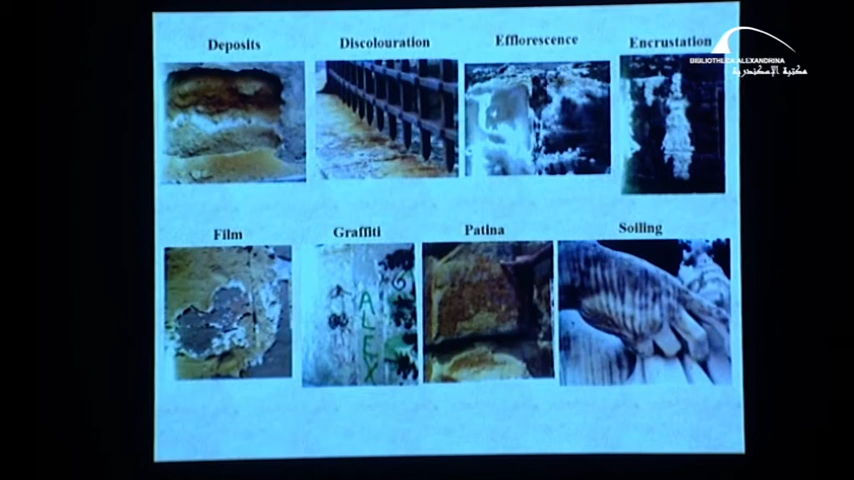 Deposits
Discolouration
Efflorescence
Encrustation
BIBLIOTHECA ALEXANDRINA
مكتبة الإسكندرية
Film
Graffiti
Patina
Soiling
ALEX